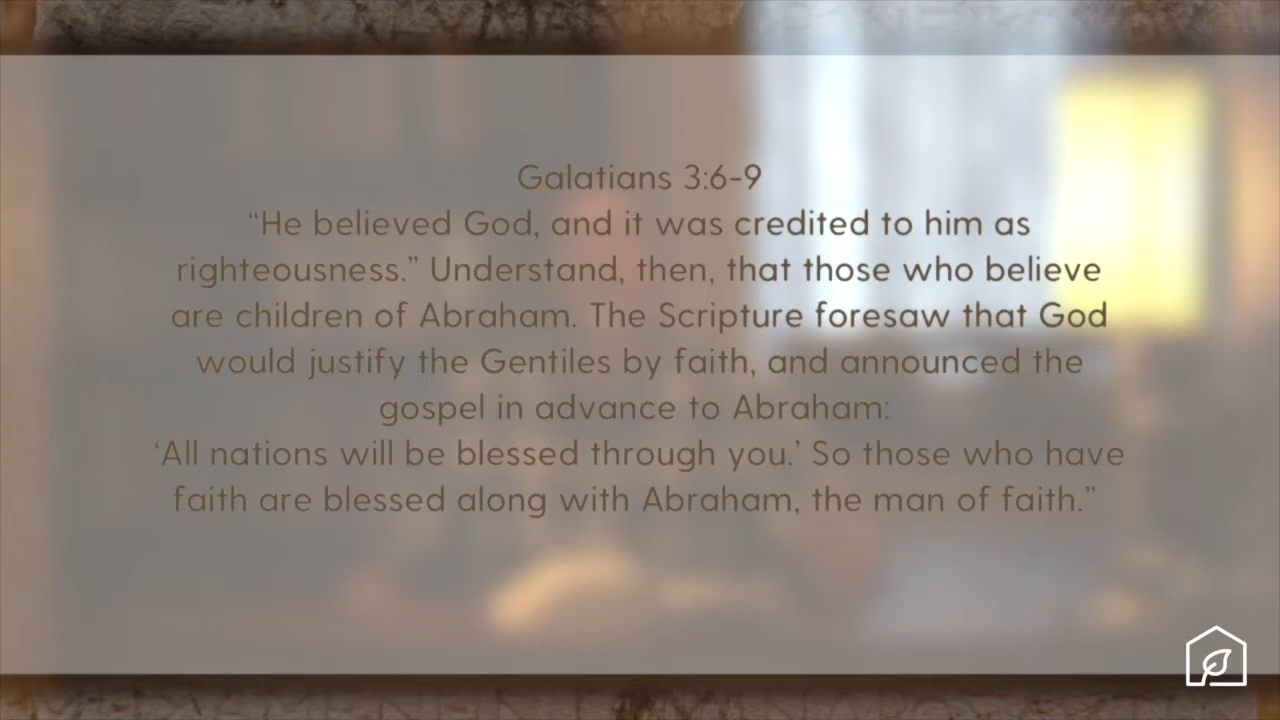 Galatians 3:6-9
“He believed God, and it was credited to him as
righteousness.” Understand, then, that those who believe
are children of Abraham. The Scripture foresaw that God
would justify the Gentiles by faith, and announced the
gospel in advance to Abraham:
‘All nations will be blessed through you.’ So those who have
faith are blessed along with Abraham, the man of faith.”